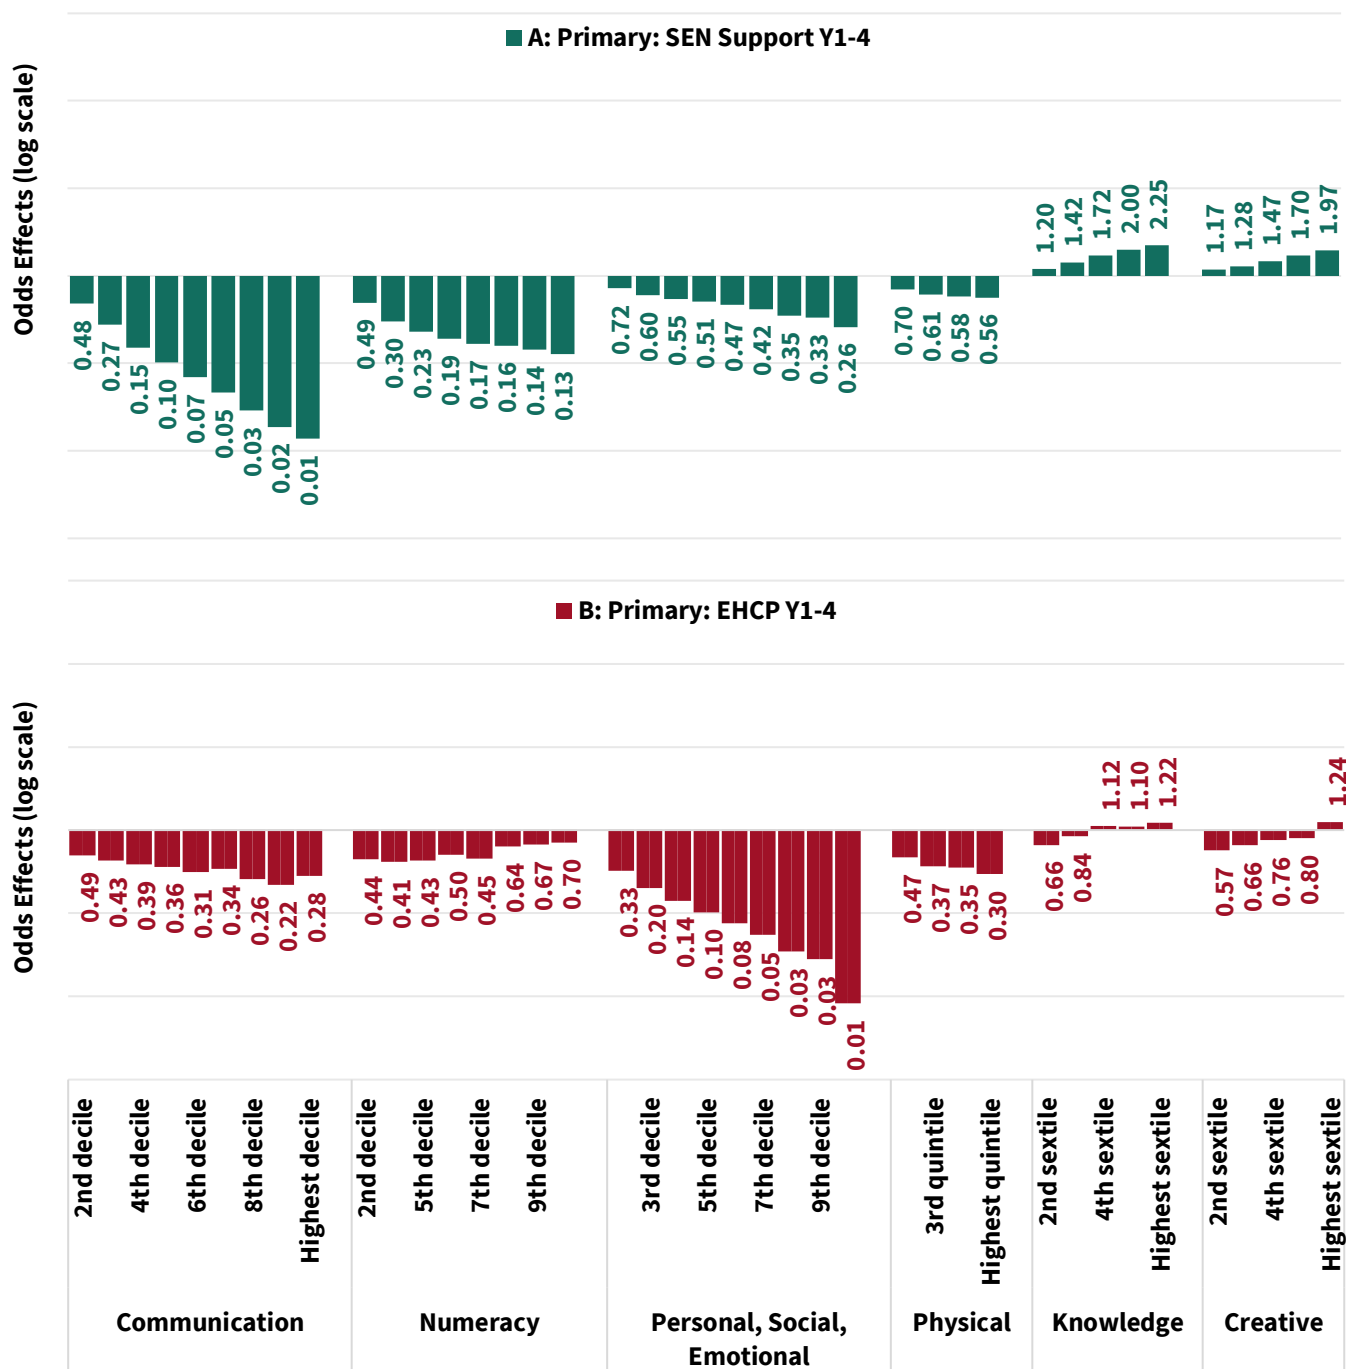 A: Primary: SEN Support Y1-4
Odds Effects (log scale)
0.48
0.27
0.15
0.10
0.07
0.05
0.03
0.02
0.01
0.49
0.30
0.23
0.19
0.17
0.16
0.14
0.13
0.72
0.60
0.55
0.51
0.47
0.42
0.35
0.33
0.26
0.70
0.61
0.58
0.56
1.20
1.42
1.72
2.00
2.25
1.17
1.28
1.47
1.70
1.97
B: Primary: EHCP Y1-4
Odds Effects (log scale)
0.49
0.43
0.39
0.36
0.31
0.34
0.26
0.22
0.28
0.44
0.41
0.43
0.50
0.45
0.64
0.67
0.70
0.33
0.20
0.14
0.10
0.08
0.05
0.03
0.03
0.01
0.47
0.37
0.35
0.30
0.66
0.84
1.12
1.10
1.22
0.57
0.66
0.76
0.80
1.24
2nd decile
4th decile
6th decile
8th decile
Highest decile
2nd decile
5th decile
7th decile
9th decile
3rd decile
5th decile
7th decile
9th decile
3rd quintile
Highest quintile
2nd sextile
4th sextile
Highest sextile
2nd sextile
4th sextile
Highest sextile
Communication
Numeracy
Personal, Social,
Emotional
Physical
Knowledge
Creative